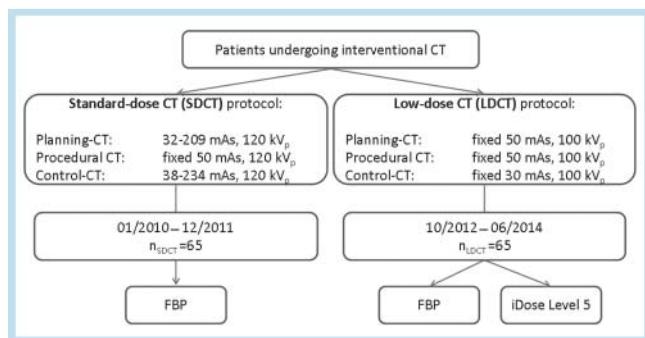 Patients undergoing interventional CT
Standard-dose CT (SDCT) protocol:
Planning-CT: 32-209 mAs, 120 kVp
Procedural CT: fixed 50 mAs, 120 kVp
Control-CT: 38-234 mAs, 120 kVp
Low-dose CT (LDCT) protocol:
Planning-CT: fixed 50 mAs, 100 kVp
Procedural CT: fixed 50 mAs, 100 kVp
Control-CT: fixed 30 mAs, 100 kVp
01/2010–12/2011
nSDCT=65
10/2012–06/2014
nLDCT=65
FBP
FBP
iDose Level 5